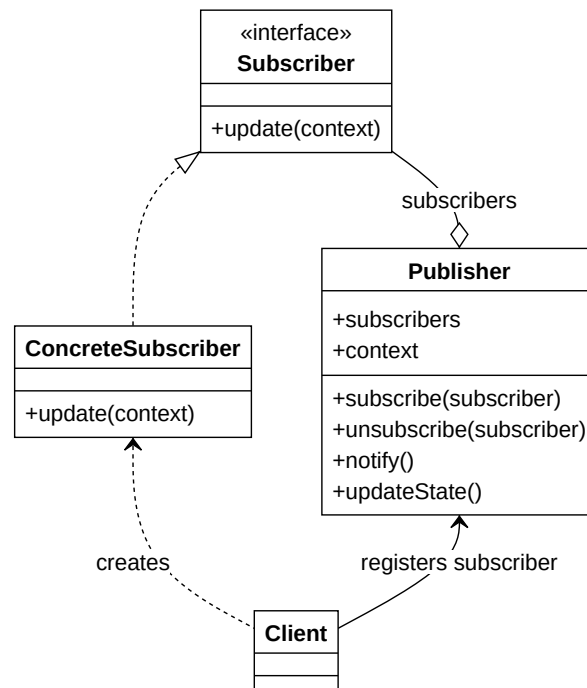 «interface»
Subscriber
+update(context)
subscribers
Publisher
+subscribers
+context
+subscribe(subscriber)
+unsubscribe(subscriber)
+notify()
+updateState()
ConcreteSubscriber
+update(context)
creates
registers subscriber
Client